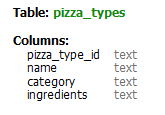 Table: pizza_types
Columns:
pizza_type_id text
name text
category text
ingredients text